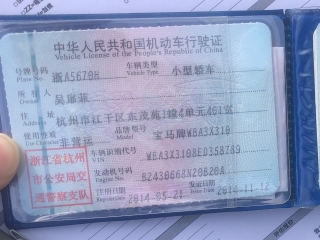 中华人民共和国机动车行驶证
Vehicle License of the People's Republic of China
号牌号码 浙A5676H 车辆类型 小型轿车
Plate No. Vehicle Type
所有人 吴琳菲
Owner
住址 杭州市江干区东茂苑1幢4单元401室
Address
使用性质 非营运 品牌型号 宝马牌WBA3X310
Use Character Model
浙江省杭州
市公安局交
通警察支队
车辆识别代号 WBA3X3108ED358789
VIN
发动机号码 B2430668N20B20A
Engine No.
注册日期 2014-05-21 发证日期 2014-11-12
Register Date Issue Date